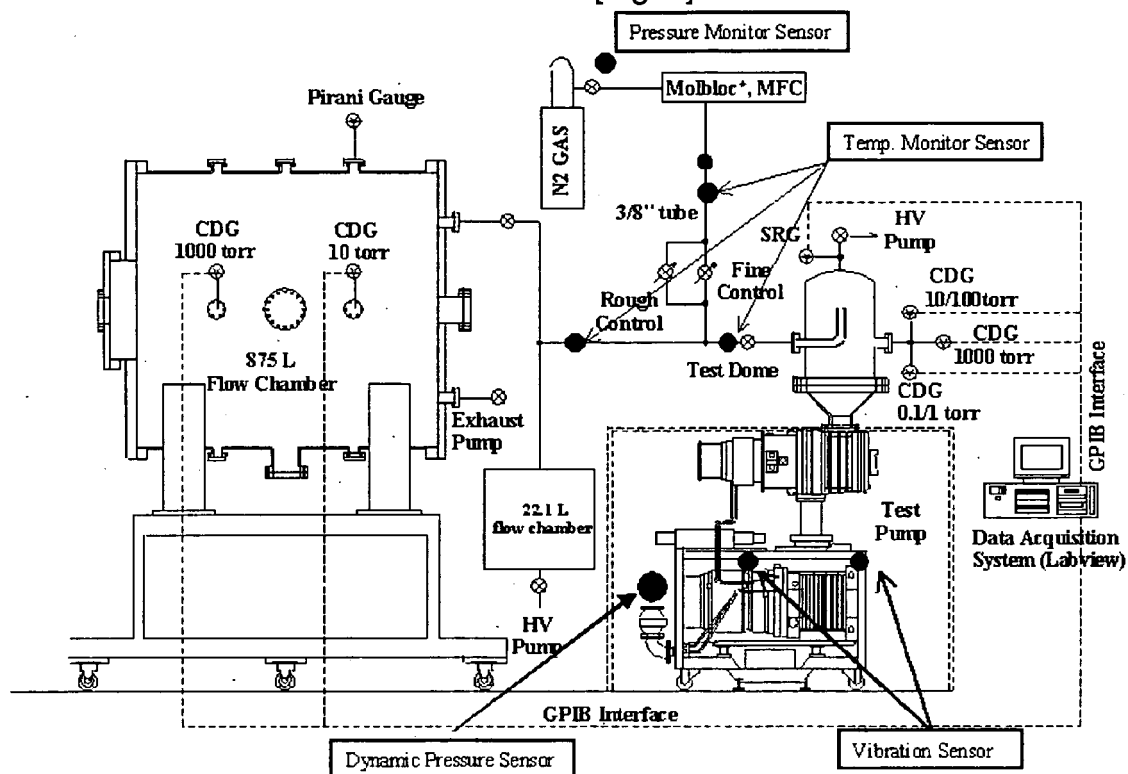 Pressure Monitor Sensor
Pirani Gauge
N2 GAS
Molbloc+, MFC
Temp. Monitor Sensor
3/8" tube
CDG
1000 torr
CDG
10 torr
SRG
HV
Pump
Fine
Control
Rough
Control
CDG
10/100torr
CDG
1000 torr
Test Dome
CDG
0.1/1 torr
875 L
Flow Chamber
Exhaust
Pump
GPIB Interface
22.1 L
flow chamber
Test
Pump
Data Acquisition
System (Labview)
HV
Pump
GPIB Interface
Dynamic Pressure Sensor
Vibration Sensor